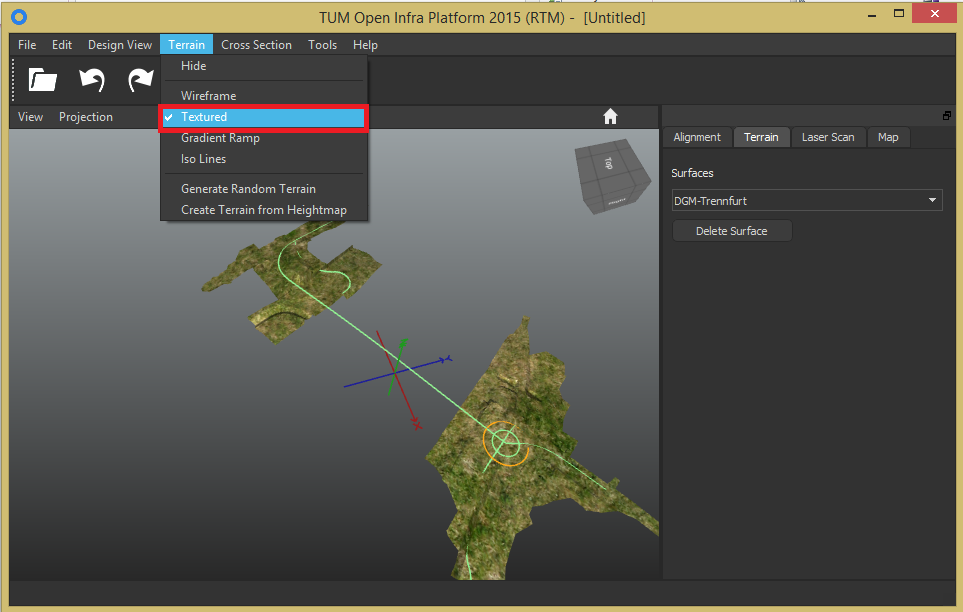 TUM Open Infra Platform 2015 (RTM) - [Untitled]
File Edit Design View Terrain Cross Section Tools Help
Hide
Wireframe
Textured
Gradient Ramp
Iso Lines
Generate Random Terrain
Create Terrain from Heightmap
View Projection
TOP
Alignment Terrain Laser Scan Map
Surfaces
DGM-Trennfurt
Delete Surface